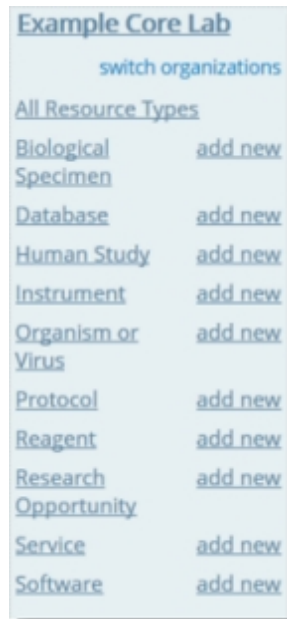 Example Core Lab
switch organizations
All Resource Types
Biological add new
Specimen
Database add new
Human Study add new
Instrument add new
Organism or add new
Virus
Protocol add new
Reagent add new
Research add new
Opportunity
Service add new
Software add new